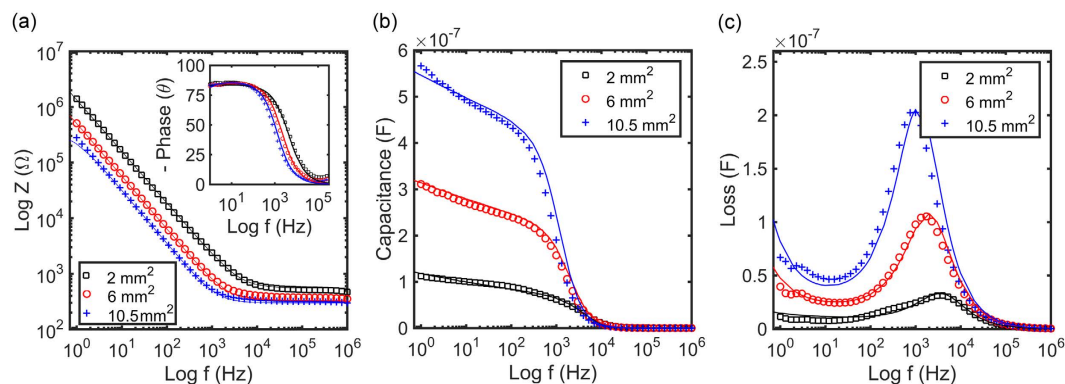 (a)
10^7
10^6
10^5
10^4
10^3
10^2
Log Z (Ω)
10^0 10^1 10^2 10^3 10^4 10^5 10^6
Log f (Hz)
2 mm^2
6 mm^2
10.5 mm^2
100
75
50
25
0
- Phase (θ)
10^1 10^3 10^5
Log f (Hz)
(b)
×10^-7
6
5
4
3
2
1
0
Capacitance (F)
10^0 10^1 10^2 10^3 10^4 10^5 10^6
Log f (Hz)
2 mm^2
6 mm^2
10.5 mm^2
(c)
×10^-7
2.5
2
1.5
1
0.5
0
Loss (F)
10^0 10^1 10^2 10^3 10^4 10^5 10^6
Log f (Hz)
2 mm^2
6 mm^2
10.5 mm^2